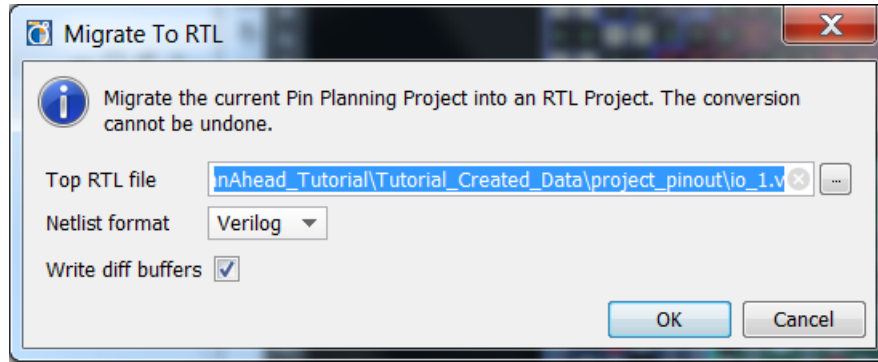 Migrate To RTL
Migrate the current Pin Planning Project into an RTL Project. The conversion
cannot be undone.
Top RTL file nAhead_Tutorial\Tutorial_Created_Data\project_pinout\io_1.v ...
Netlist format Verilog
Write diff buffers
OK Cancel